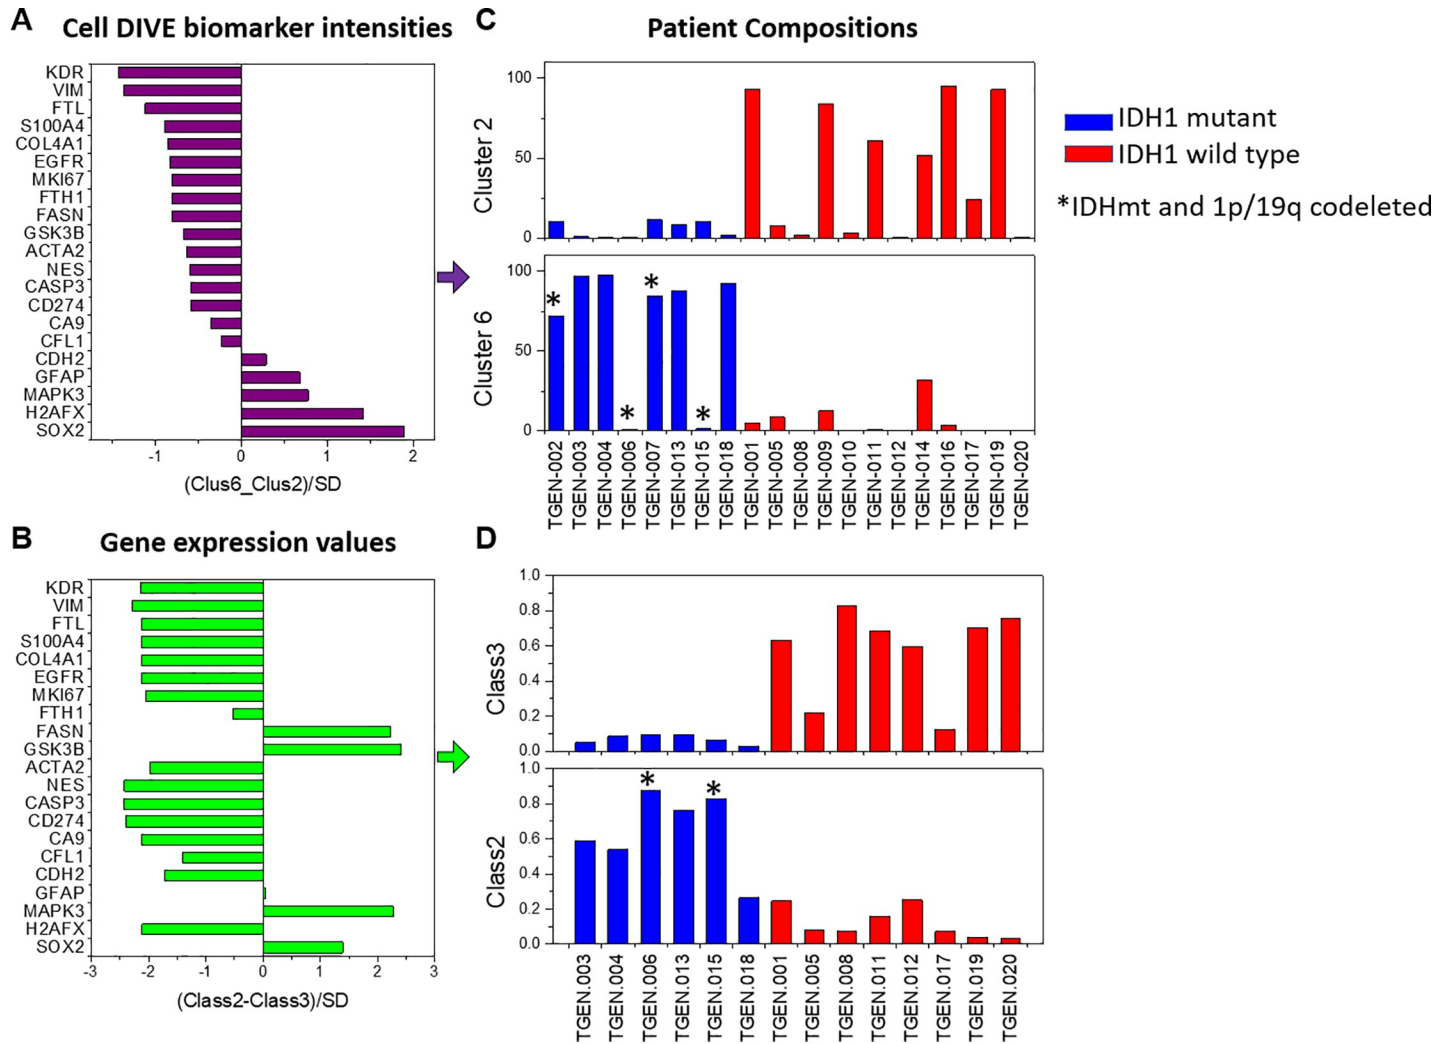 A Cell DIVE biomarker intensities
KDR
VIM
FTL
S100A4
COL4A1
EGFR
MKI67
FTH1
FASN
GSK3B
ACTA2
NES
CASP3
CD274
CA9
CFL1
CDH2
GFAP
MAPK3
H2AFX
SOX2
-1 0 1 2
(Clus6_Clus2)/SD
C Patient Compositions
Cluster 2
100
50
0
Cluster 6
100
50
0
* * * *
TGEN-002
TGEN-003
TGEN-004
TGEN-006
TGEN-007
TGEN-013
TGEN-015
TGEN-018
TGEN-001
TGEN-005
TGEN-008
TGEN-009
TGEN-010
TGEN-011
TGEN-012
TGEN-014
TGEN-016
TGEN-017
TGEN-019
TGEN-020
IDH1 mutant
IDH1 wild type
*IDHmt and 1p/19q codeleted
B Gene expression values
KDR
VIM
FTL
S100A4
COL4A1
EGFR
MKI67
FTH1
FASN
GSK3B
ACTA2
NES
CASP3
CD274
CA9
CFL1
CDH2
GFAP
MAPK3
H2AFX
SOX2
-3 -2 -1 0 1 2 3
(Class2-Class3)/SD
D
Class3
1.0
0.8
0.6
0.4
0.2
0.0
Class2
1.0
0.8
0.6
0.4
0.2
0.0
* *
TGEN.003
TGEN.004
TGEN.006
TGEN.013
TGEN.015
TGEN.018
TGEN.001
TGEN.005
TGEN.008
TGEN.011
TGEN.012
TGEN.017
TGEN.019
TGEN.020